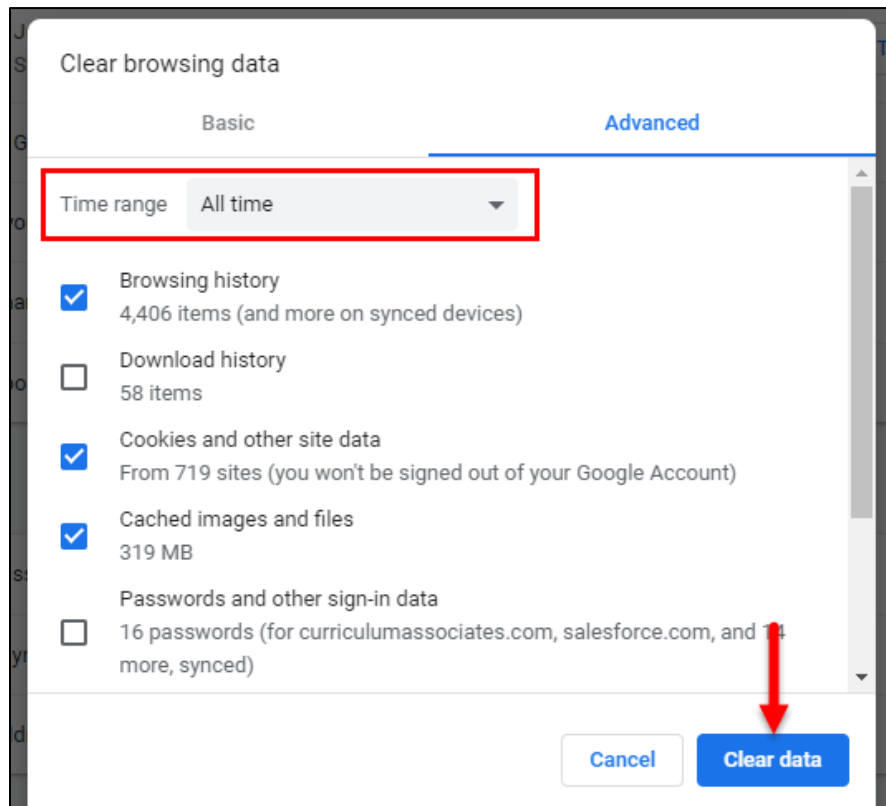 Clear browsing data
Basic Advanced
Time range All time
Browsing history
4,406 items (and more on synced devices)
Download history
58 items
Cookies and other site data
From 719 sites (you won't be signed out of your Google Account)
Cached images and files
319 MB
Passwords and other sign-in data
16 passwords (for curriculumassociates.com, salesforce.com, and 14
more, synced)
Cancel Clear data